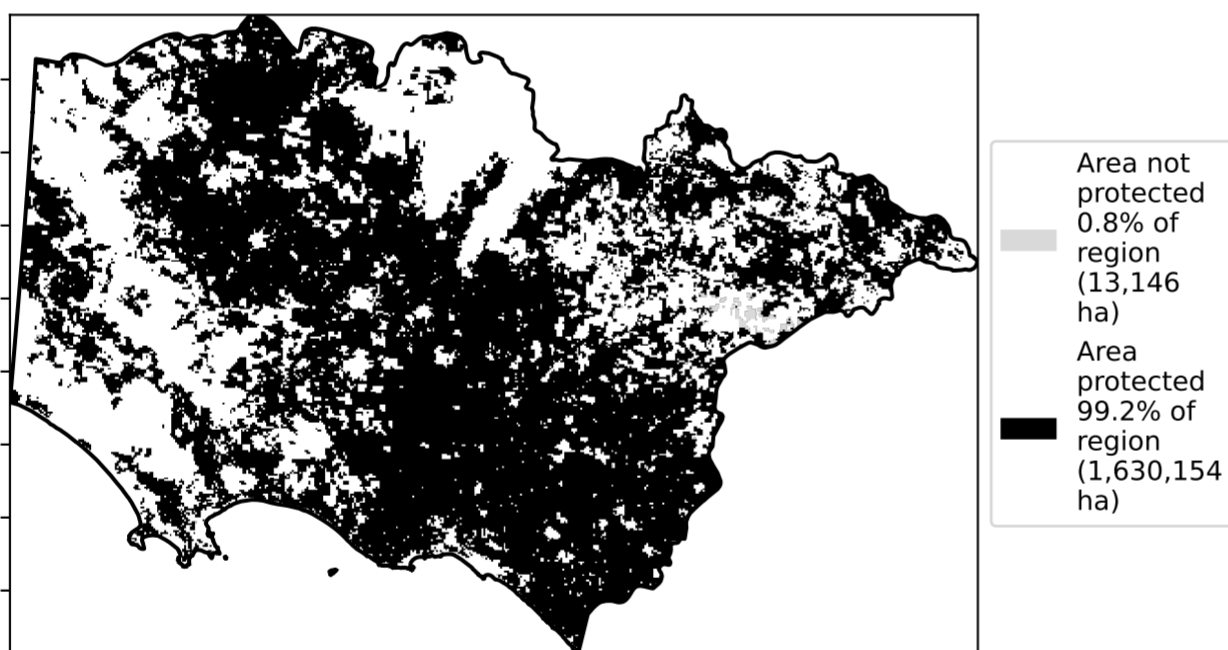 Area not
protected
0.8% of
region
(13,146
ha)
Area
protected
99.2% of
region
(1,630,154
ha)